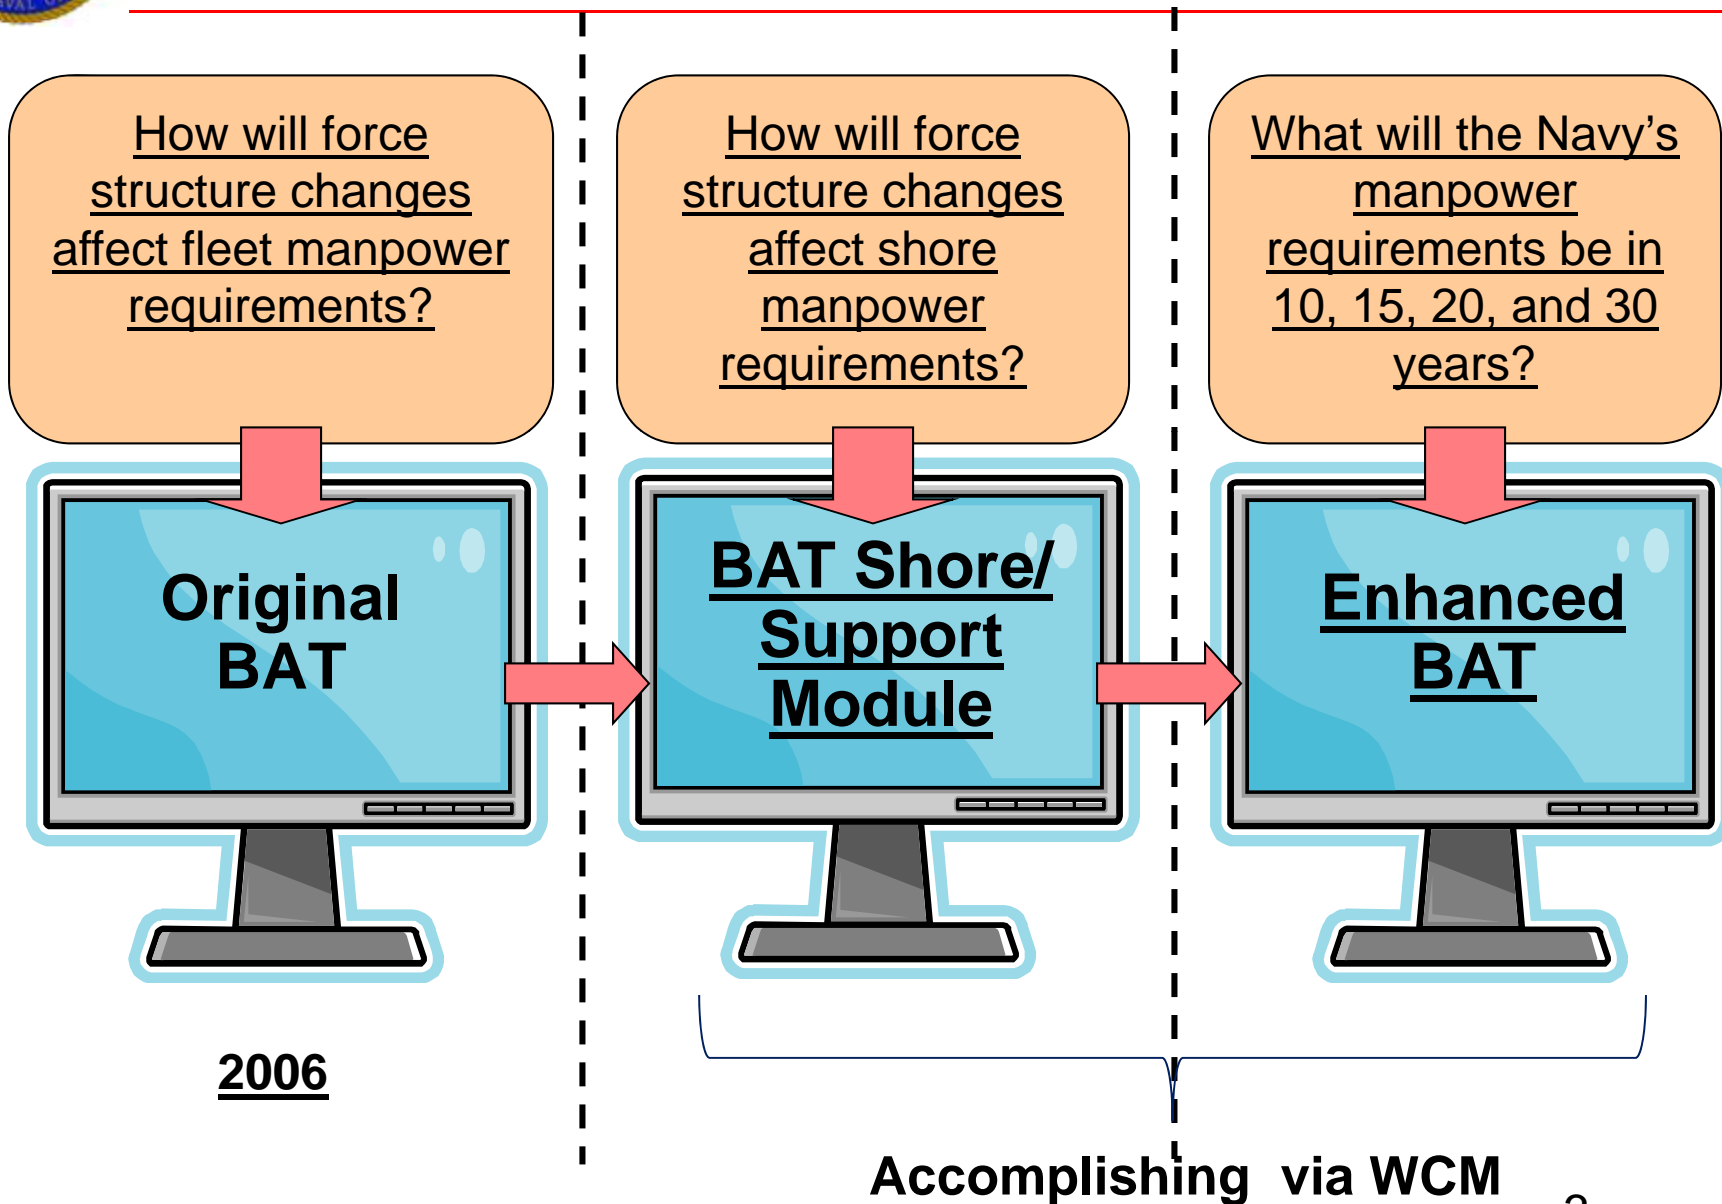 How will force
structure changes
affect fleet manpower
requirements?
How will force
structure changes
affect shore
manpower
requirements?
What will the Navy’s
manpower
requirements be in
10, 15, 20, and 30
years?
Original
BAT
BAT Shore/
Support
Module
Enhanced
BAT
2006
Accomplishing via WCM